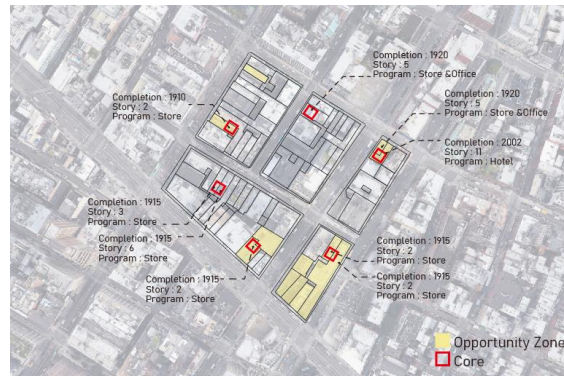 Completion : 1920
Story : 5
Program : Store &Office
Completion : 1910
Story : 2
Program : Store
Completion : 1920
Story : 5
Program : Store &Office
Completion : 2002
Story : 11
Program : Hotel
Completion : 1915
Story : 3
Program : Store
Completion : 1915
Story : 6
Program : Store
Completion : 1915
Story : 2
Program : Store
Completion : 1915
Story : 2
Program : Store
Completion : 1915
Story : 2
Program : Store
Opportunity Zone
Core